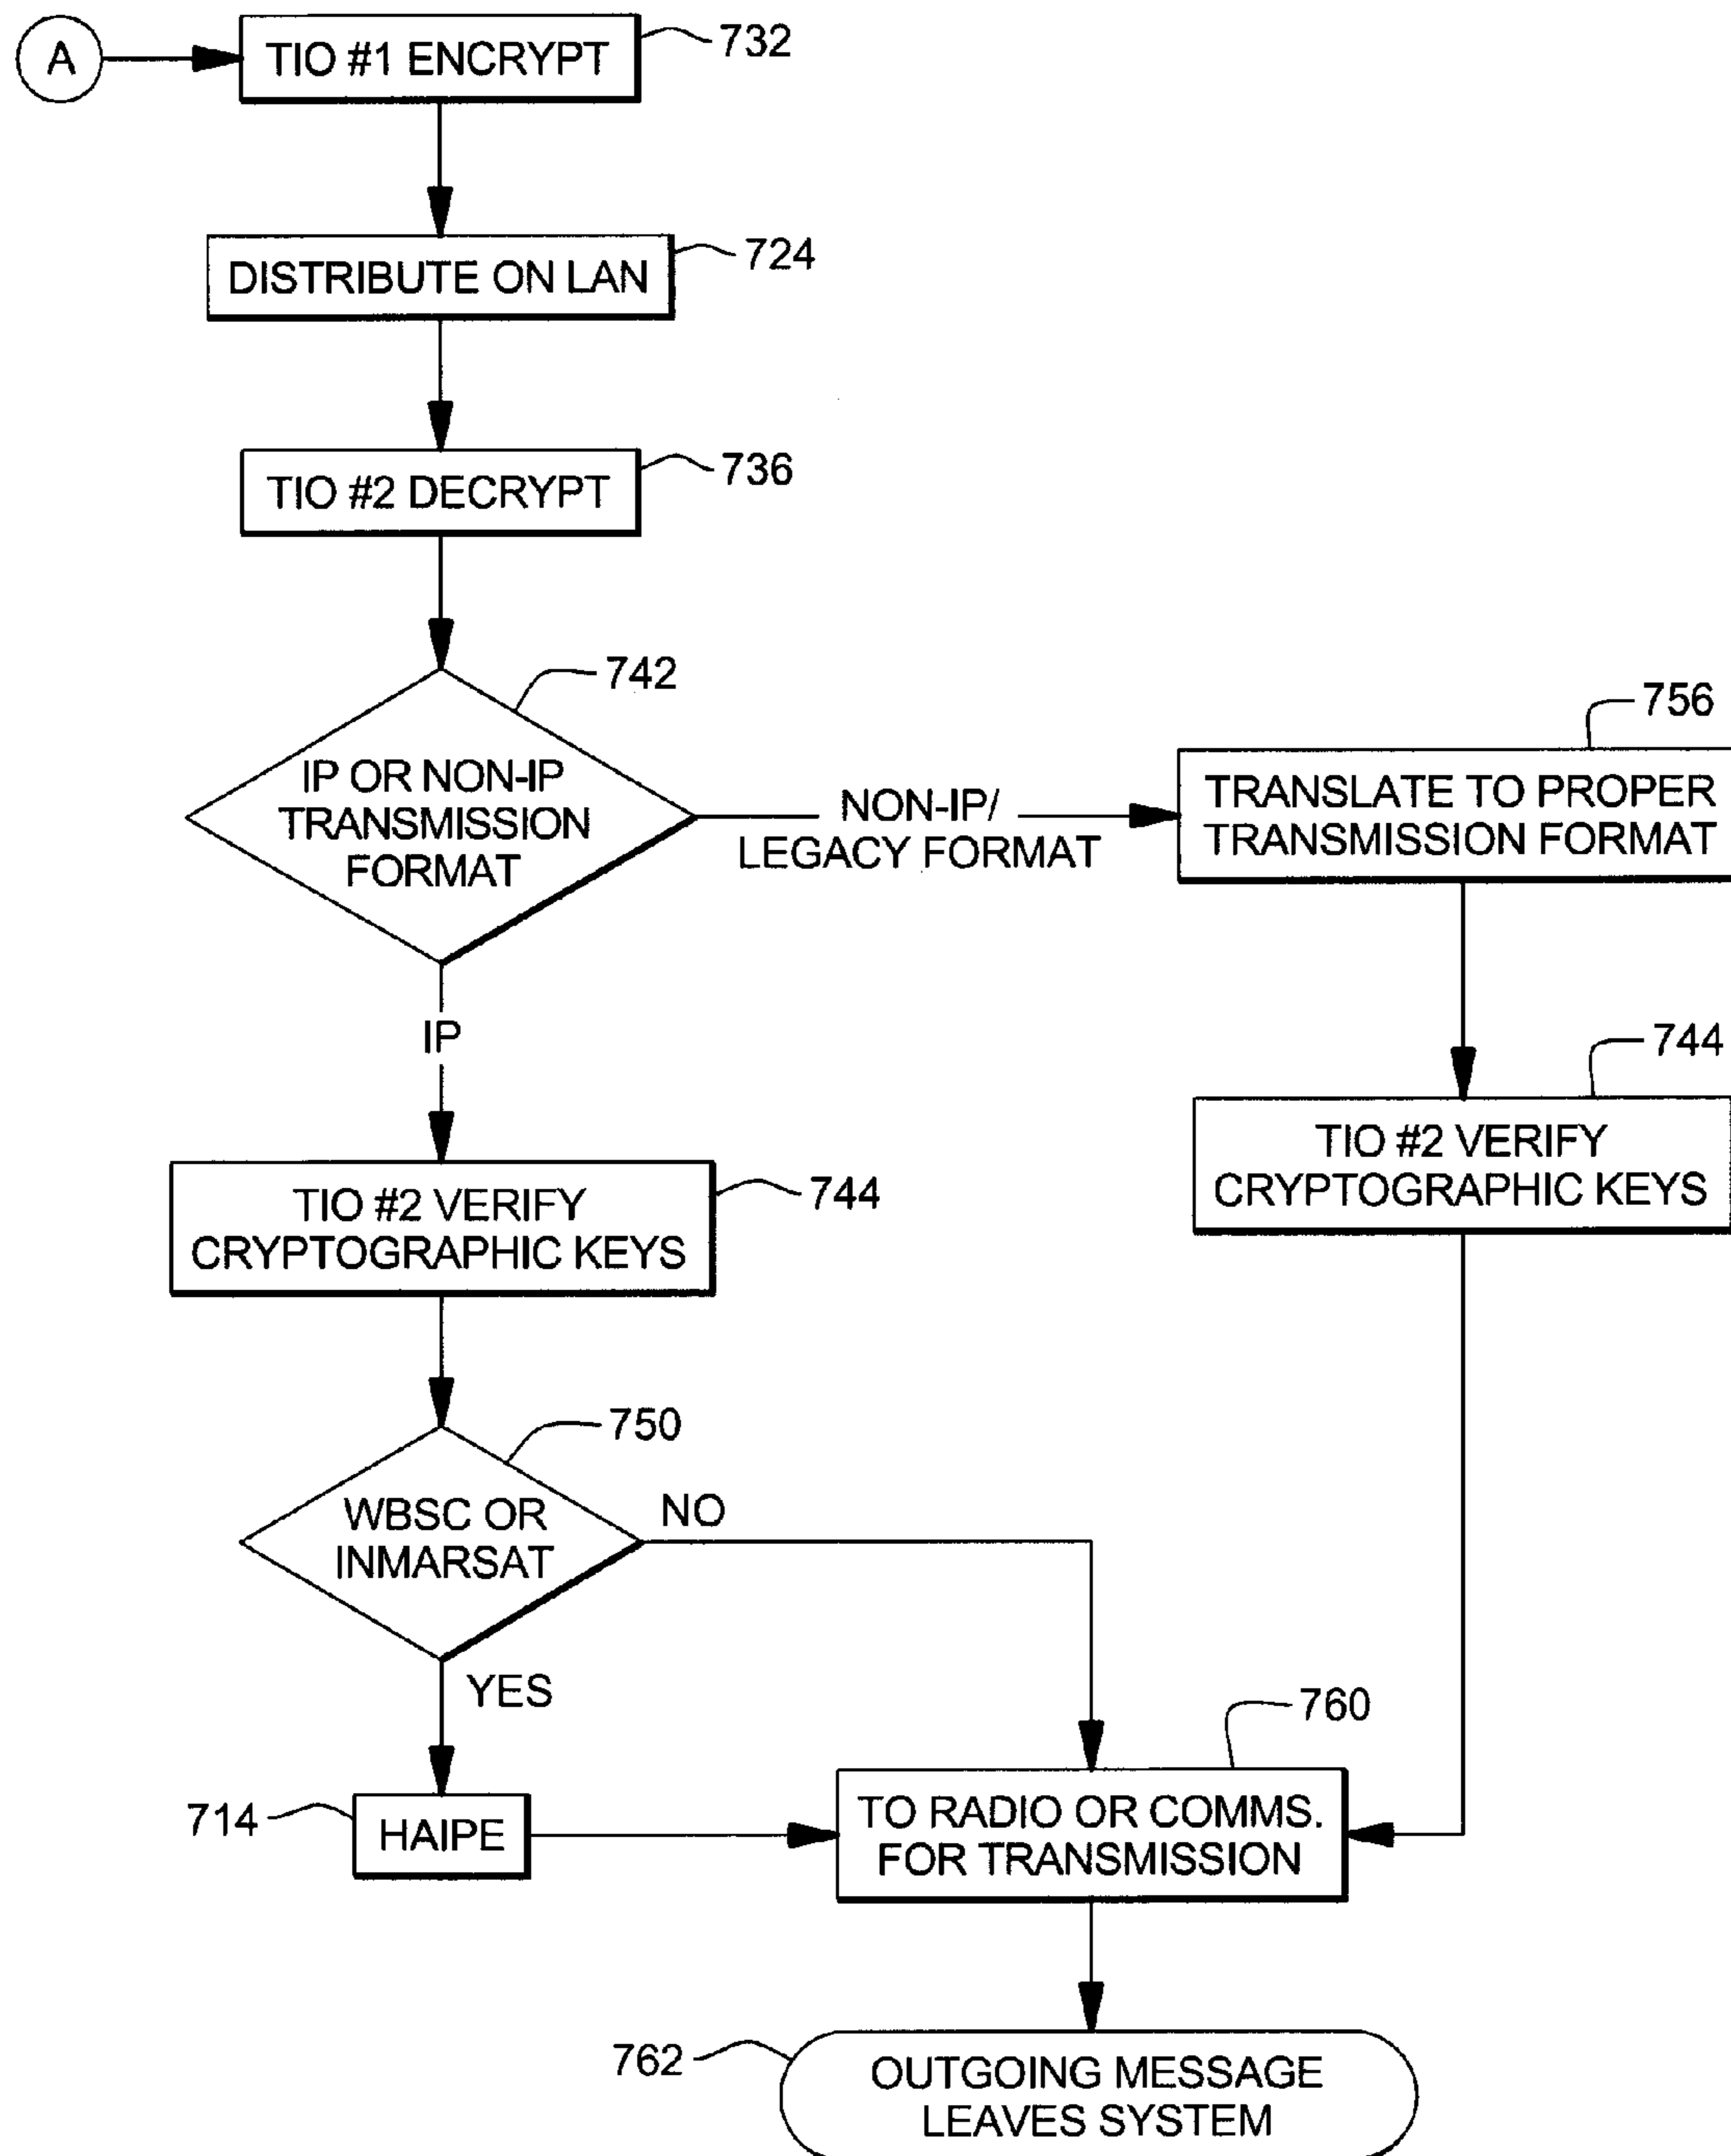 A
TIO #1 ENCRYPT
732
DISTRIBUTE ON LAN
724
TIO #2 DECRYPT
736
742
IP OR NON-IP
TRANSMISSION
FORMAT
NON-IP/
LEGACY FORMAT
756
TRANSLATE TO PROPER
TRANSMISSION FORMAT
IP
744
TIO #2 VERIFY
CRYPTOGRAPHIC KEYS
TIO #2 VERIFY
CRYPTOGRAPHIC KEYS
744
750
WBSC OR
INMARSAT
NO
YES
714
HAIPE
760
TO RADIO OR COMMS.
FOR TRANSMISSION
762
OUTGOING MESSAGE
LEAVES SYSTEM